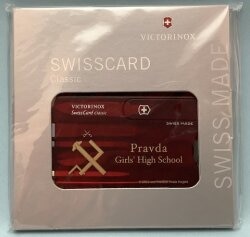 VICTORINOX
SWISSCARD
Classic
SWISS MADE
VICTORINOX
SwissCard Classic
SWISS MADE
Pravda
Girls' High School